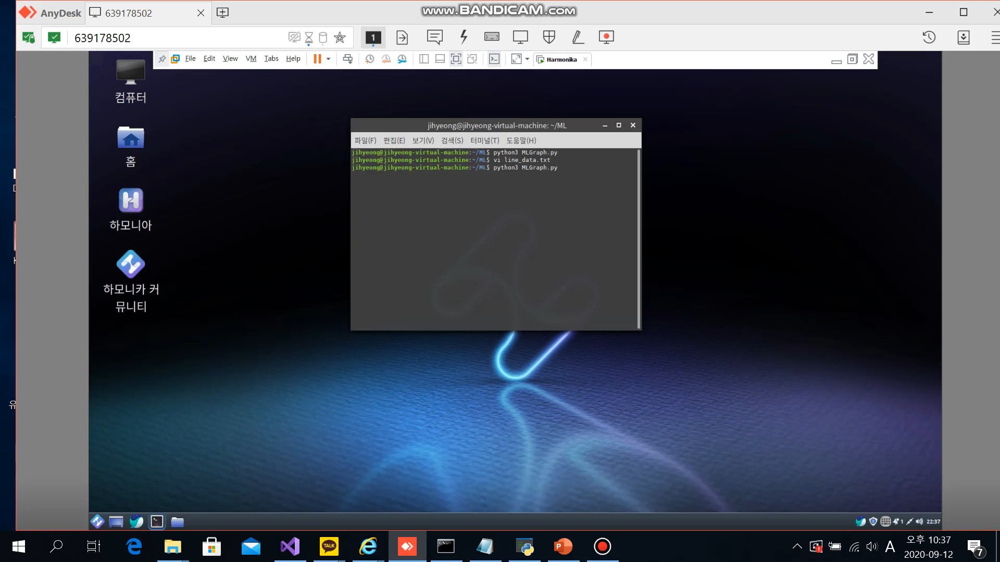 AnyDesk
639178502
www.BANDICAM.com
639178502
1
File Edit View VM Tabs Help
Harmonika
컴퓨터
홈
하모니아
하모니카 커
뮤니티
jihyeong@jihyeong-virtual-machine: ~/ML
파일(F) 편집(E) 보기(V) 검색(S) 터미널(T) 도움말(H)
jihyeong@jihyeong-virtual-machine:~/ML$ python3 MLGraph.py
jihyeong@jihyeong-virtual-machine:~/ML$ vi line_data.txt
jihyeong@jihyeong-virtual-machine:~/ML$ python3 MLGraph.py
유
1
22:37
TALK
A
오후 10:37
2020-09-12
7